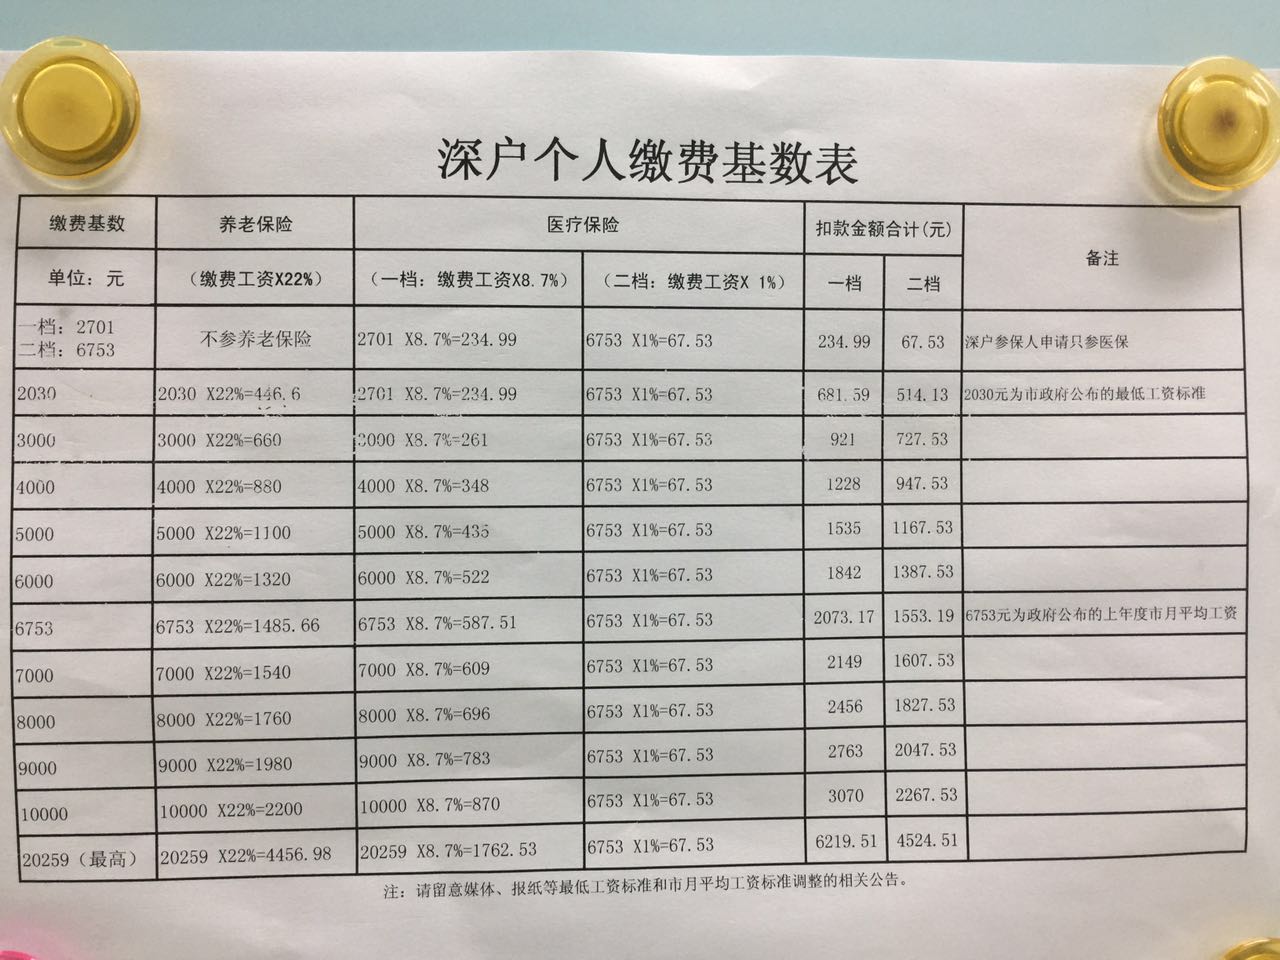 深户个人缴费基数表
缴费基数 养老保险 医疗保险 扣款金额合计(元) 备注
单位：元 （缴费工资X22%） （一档：缴费工资X8.7%） （二档：缴费工资X 1%） 一档 二档
一档：2701
二档：6753 不参养老保险 2701 X8.7%=234.99 6753 X1%=67.53 234.99 67.53 深户参保人申请只参医保
2030 2030 X22%=446.6 2701 X8.7%=234.99 6753 X1%=67.53 681.59 514.13 2030元为市政府公布的最低工资标准
3000 3000 X22%=660 3000 X8.7%=261 6753 X1%=67.53 921 727.53
4000 4000 X22%=880 4000 X8.7%=348 6753 X1%=67.53 1228 947.53
5000 5000 X22%=1100 5000 X8.7%=435 6753 X1%=67.53 1535 1167.53
6000 6000 X22%=1320 6000 X8.7%=522 6753 X1%=67.53 1842 1387.53
6753 6753 X22%=1485.66 6753 X8.7%=587.51 6753 X1%=67.53 2073.17 1553.19 6753元为政府公布的上年度市月平均工资
7000 7000 X22%=1540 7000 X8.7%=609 6753 X1%=67.53 2149 1607.53
8000 8000 X22%=1760 8000 X8.7%=696 6753 X1%=67.53 2456 1827.53
9000 9000 X22%=1980 9000 X8.7%=783 6753 X1%=67.53 2763 2047.53
10000 10000 X22%=2200 10000 X8.7%=870 6753 X1%=67.53 3070 2267.53
20259（最高） 20259 X22%=4456.98 20259 X8.7%=1762.53 6753 X1%=67.53 6219.51 4524.51
注：请留意媒体、报纸等最低工资标准和市月平均工资标准调整的相关公告。